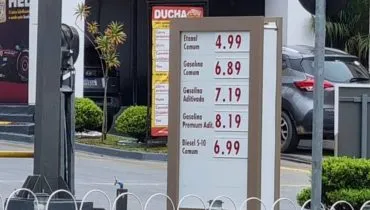 DUCHA
Etanol
Comum
4.99
Gasolina
Comum
6.89
Gasolina
Aditivada
7.19
Gasolina
Premium Adit.
8.19
Diesel S-10
Comum
6.99